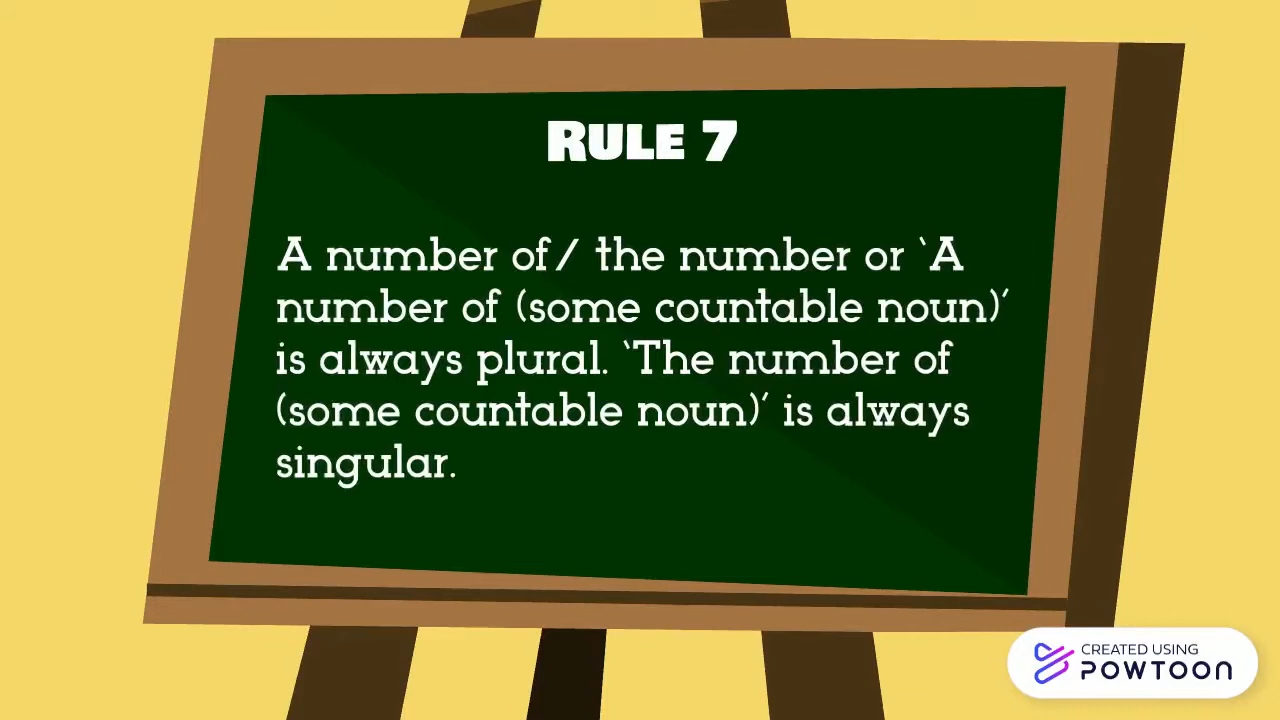 RULE 7
A number of/ the number or `A
number of (some countable noun)´
is always plural. `The number of
(some countable noun)´ is always
singular.
CREATED USING
POWTOON